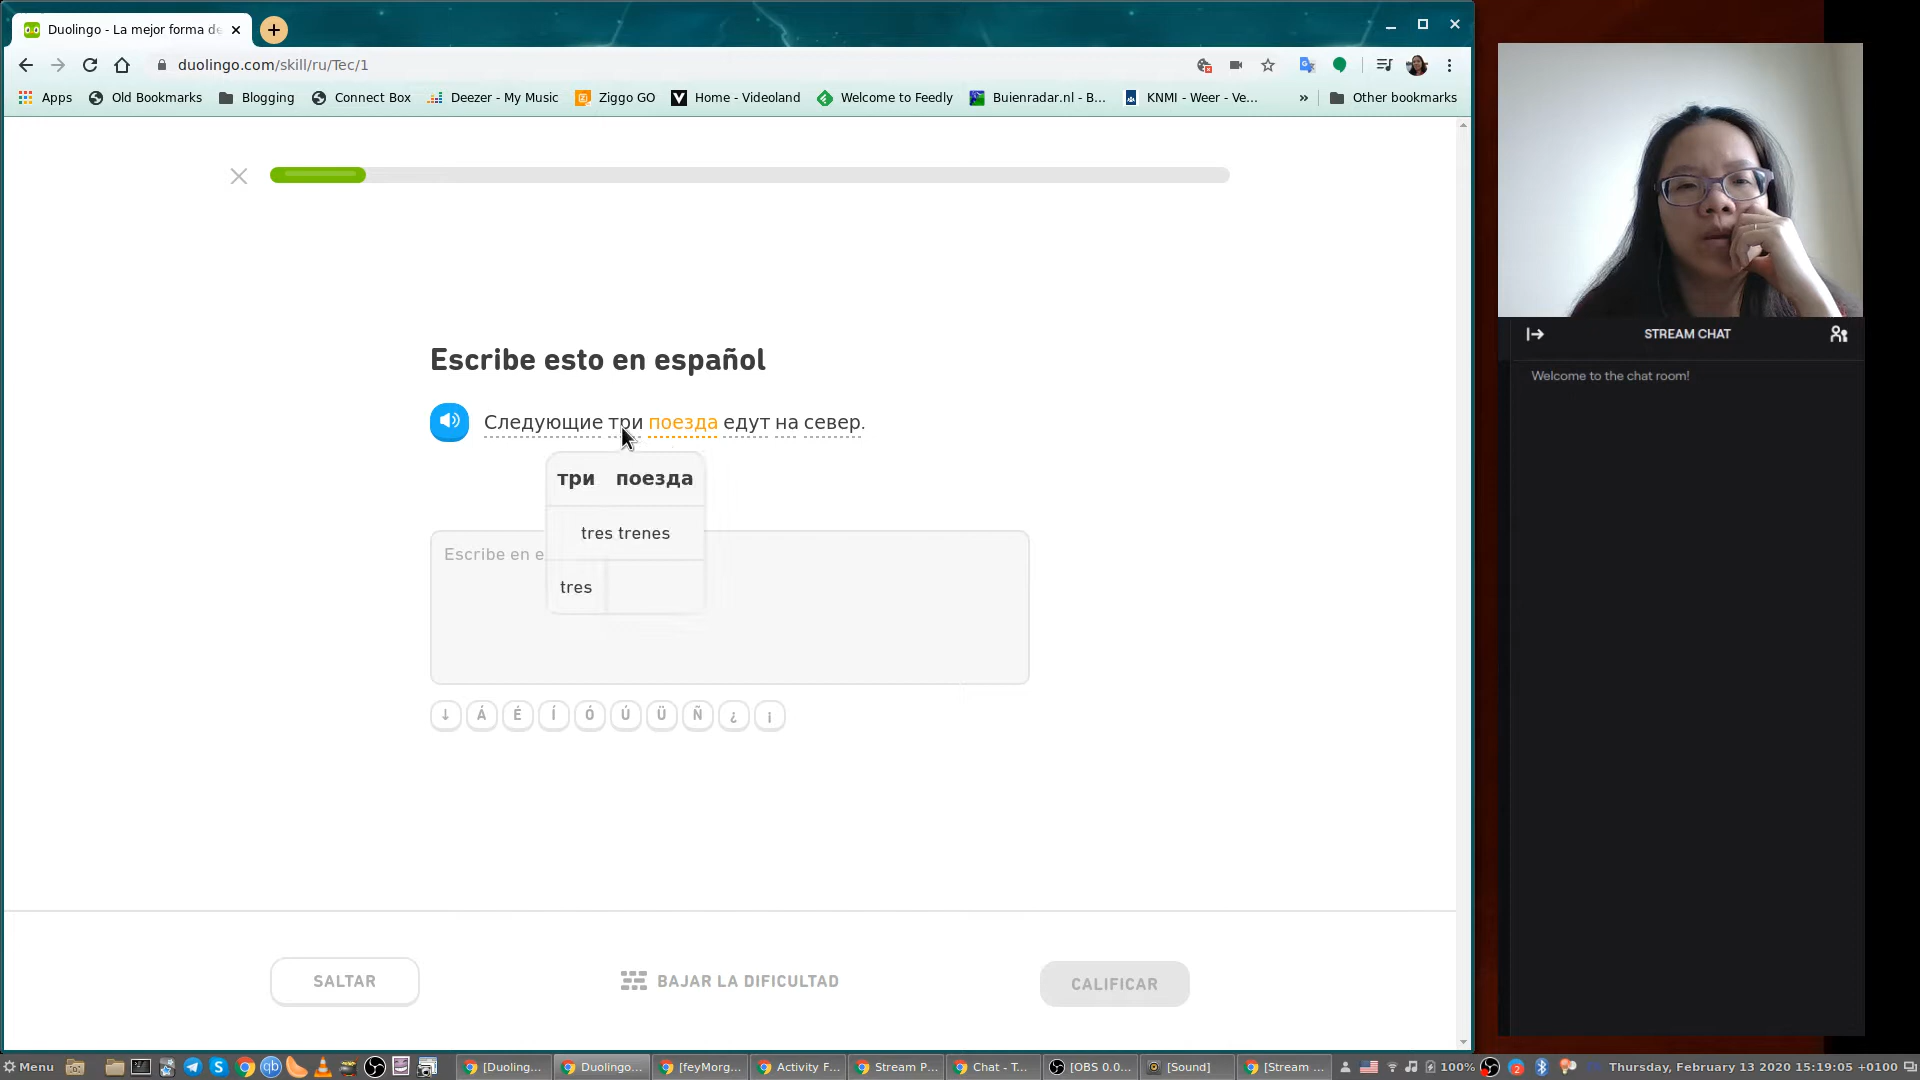 Duolingo - La mejor forma de
duolingo.com/skill/ru/Tec/1
Apps
Old Bookmarks
Blogging
Connect Box
Deezer - My Music
Ziggo GO
Home - Videoland
Welcome to Feedly
Buienradar.nl - B...
KNMI - Weer - Ve...
»
Other bookmarks
Escribe esto en español
Следующие три поезда едут на север.
три поезда
tres trenes
Escribe en e
tres
↓ Á É Í Ó Ú Ü Ñ ¿ ¡
SALTAR
BAJAR LA DIFICULTAD
CALIFICAR
STREAM CHAT
Welcome to the chat room!
Menu
[Duoling...
Duolingo...
[feyMorg...
Activity F...
Stream P...
Chat - T...
[OBS 0.0...
[Sound]
[Stream ...
100%
2
Thursday, February 13 2020 15:19:05 +0100